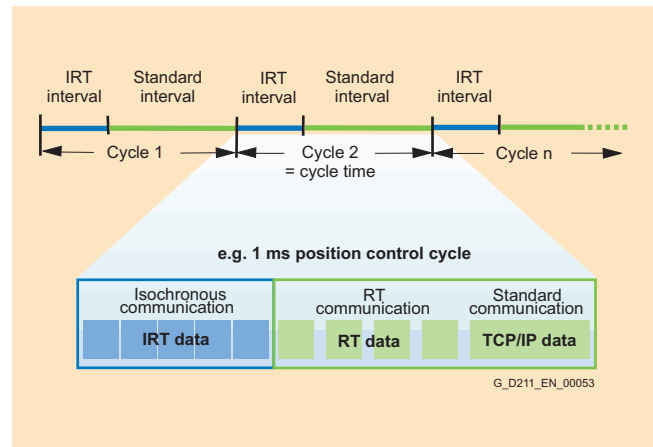 IRT interval
Standard interval
IRT interval
Standard interval
IRT interval
Cycle 1
Cycle 2
= cycle time
Cycle n
e.g. 1 ms position control cycle
Isochronous
communication
RT
communication
Standard
communication
IRT data
RT data
TCP/IP data
G_D211_EN_00053